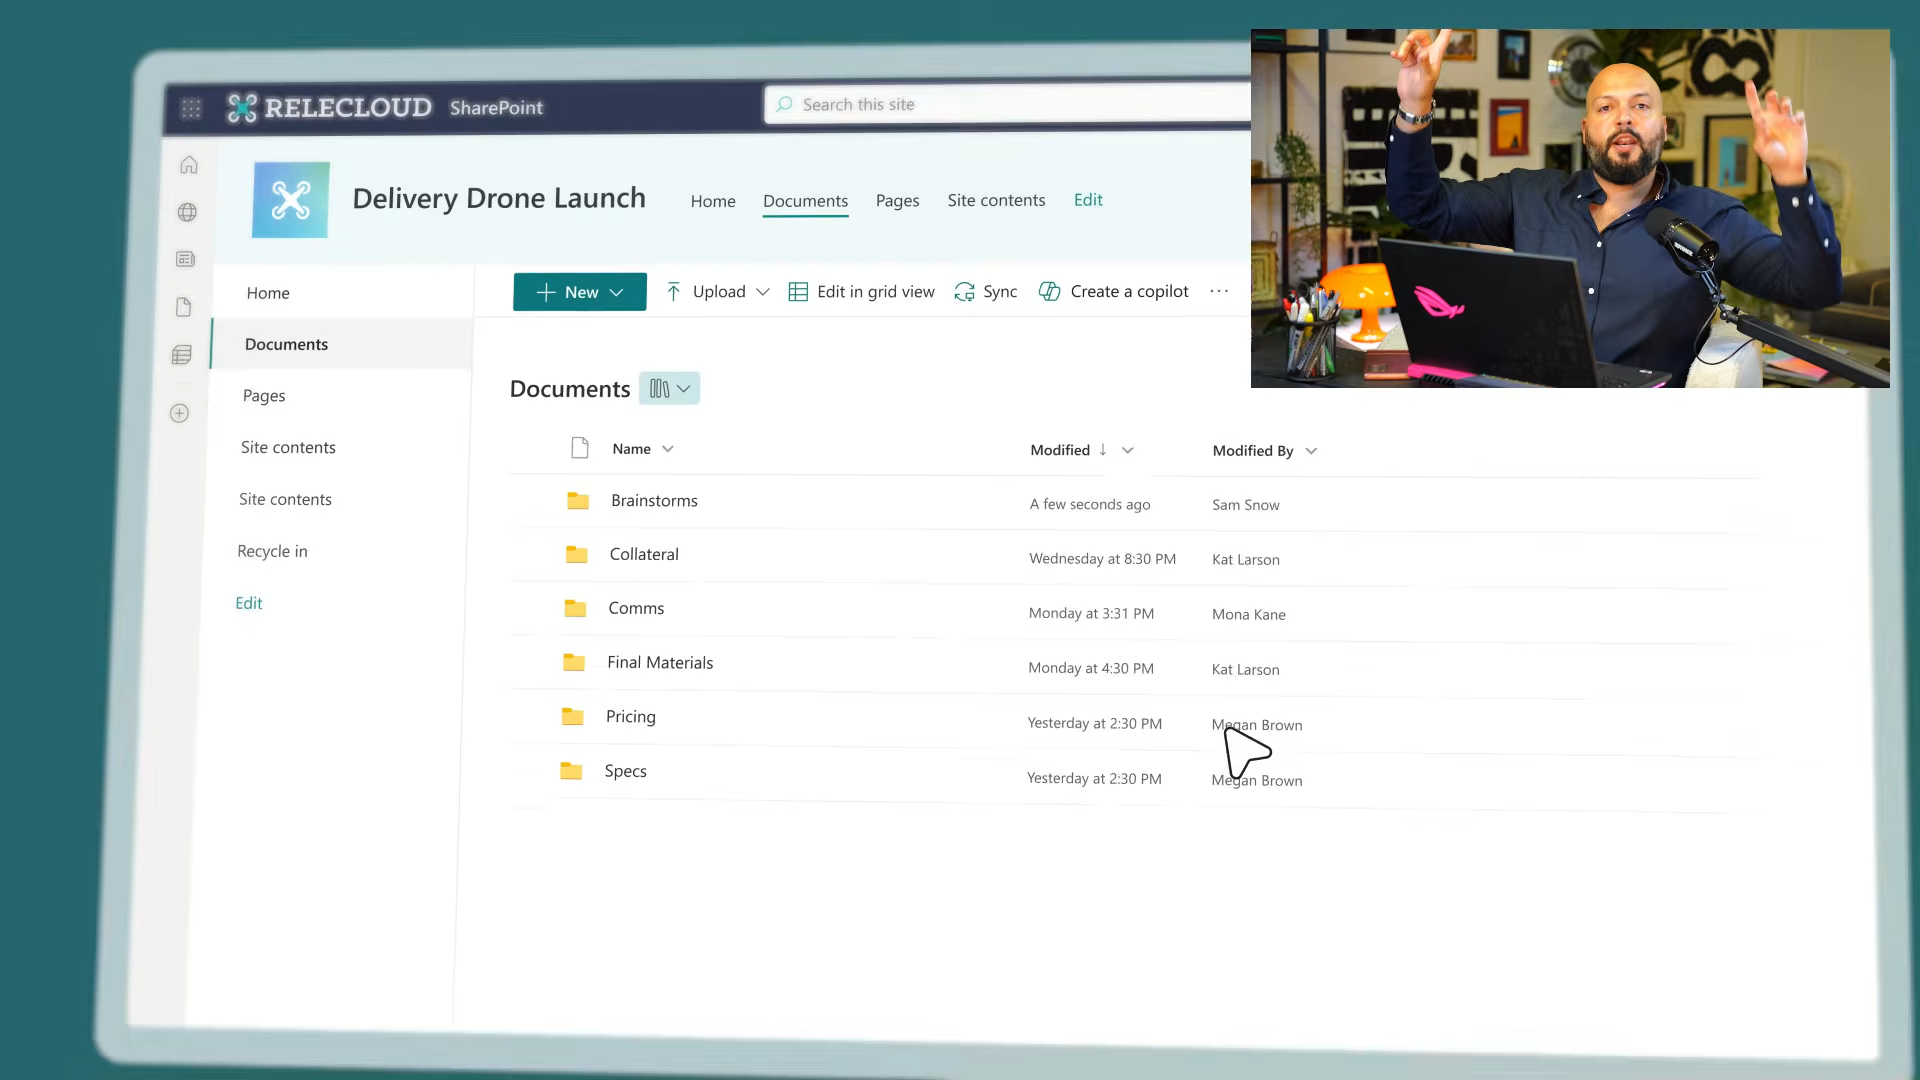 RELECLOUD SharePoint
Search this site
Delivery Drone Launch
Home Documents Pages Site contents Edit
Home
Documents
Pages
Site contents
Site contents
Recycle in
Edit
New Upload Edit in grid view Sync Create a copilot ...
Documents
Name Modified Modified By
Brainstorms A few seconds ago Sam Snow
Collateral Wednesday at 8:30 PM Kat Larson
Comms Monday at 3:31 PM Mona Kane
Final Materials Monday at 4:30 PM Kat Larson
Pricing Yesterday at 2:30 PM Megan Brown
Specs Yesterday at 2:30 PM Megan Brown